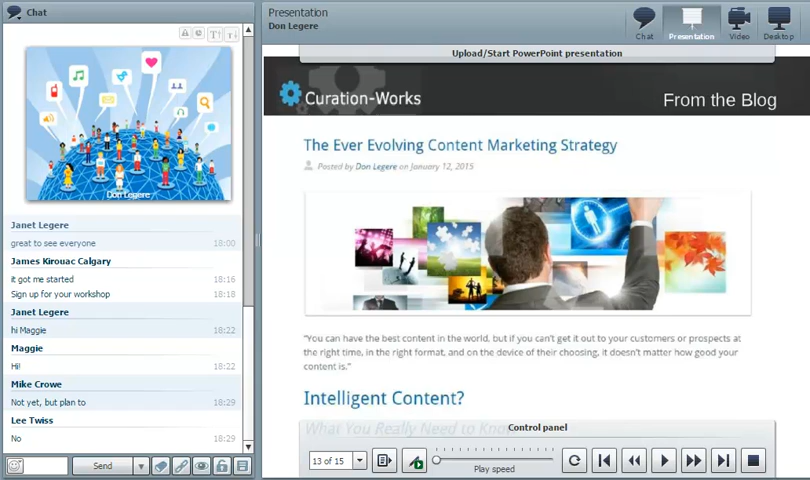 Chat
Don Legere
Janet Legere
great to see everyone 18:00
James Kirouac Calgary
it got me started 18:16
Sign up for your workshop 18:18
Janet Legere
hi Maggie 18:22
Maggie
Hi! 18:22
Mike Crowe
Not yet, but plan to 18:29
Lee Twiss
No 18:29
Send
Presentation
Don Legere
Chat
Presentation
Video
Desktop
Upload/Start PowerPoint presentation
Curation-Works
From the Blog
The Ever Evolving Content Marketing Strategy
Posted by Don Legere on January 12, 2015
"You can have the best content in the world, but if you can't get it out to your customers or prospects at
the right time, in the right format, and on the device of their choosing, it doesn't matter how good your
content is."
Intelligent Content?
What You Really Need to Kno
Control panel
13 of 15
Play speed